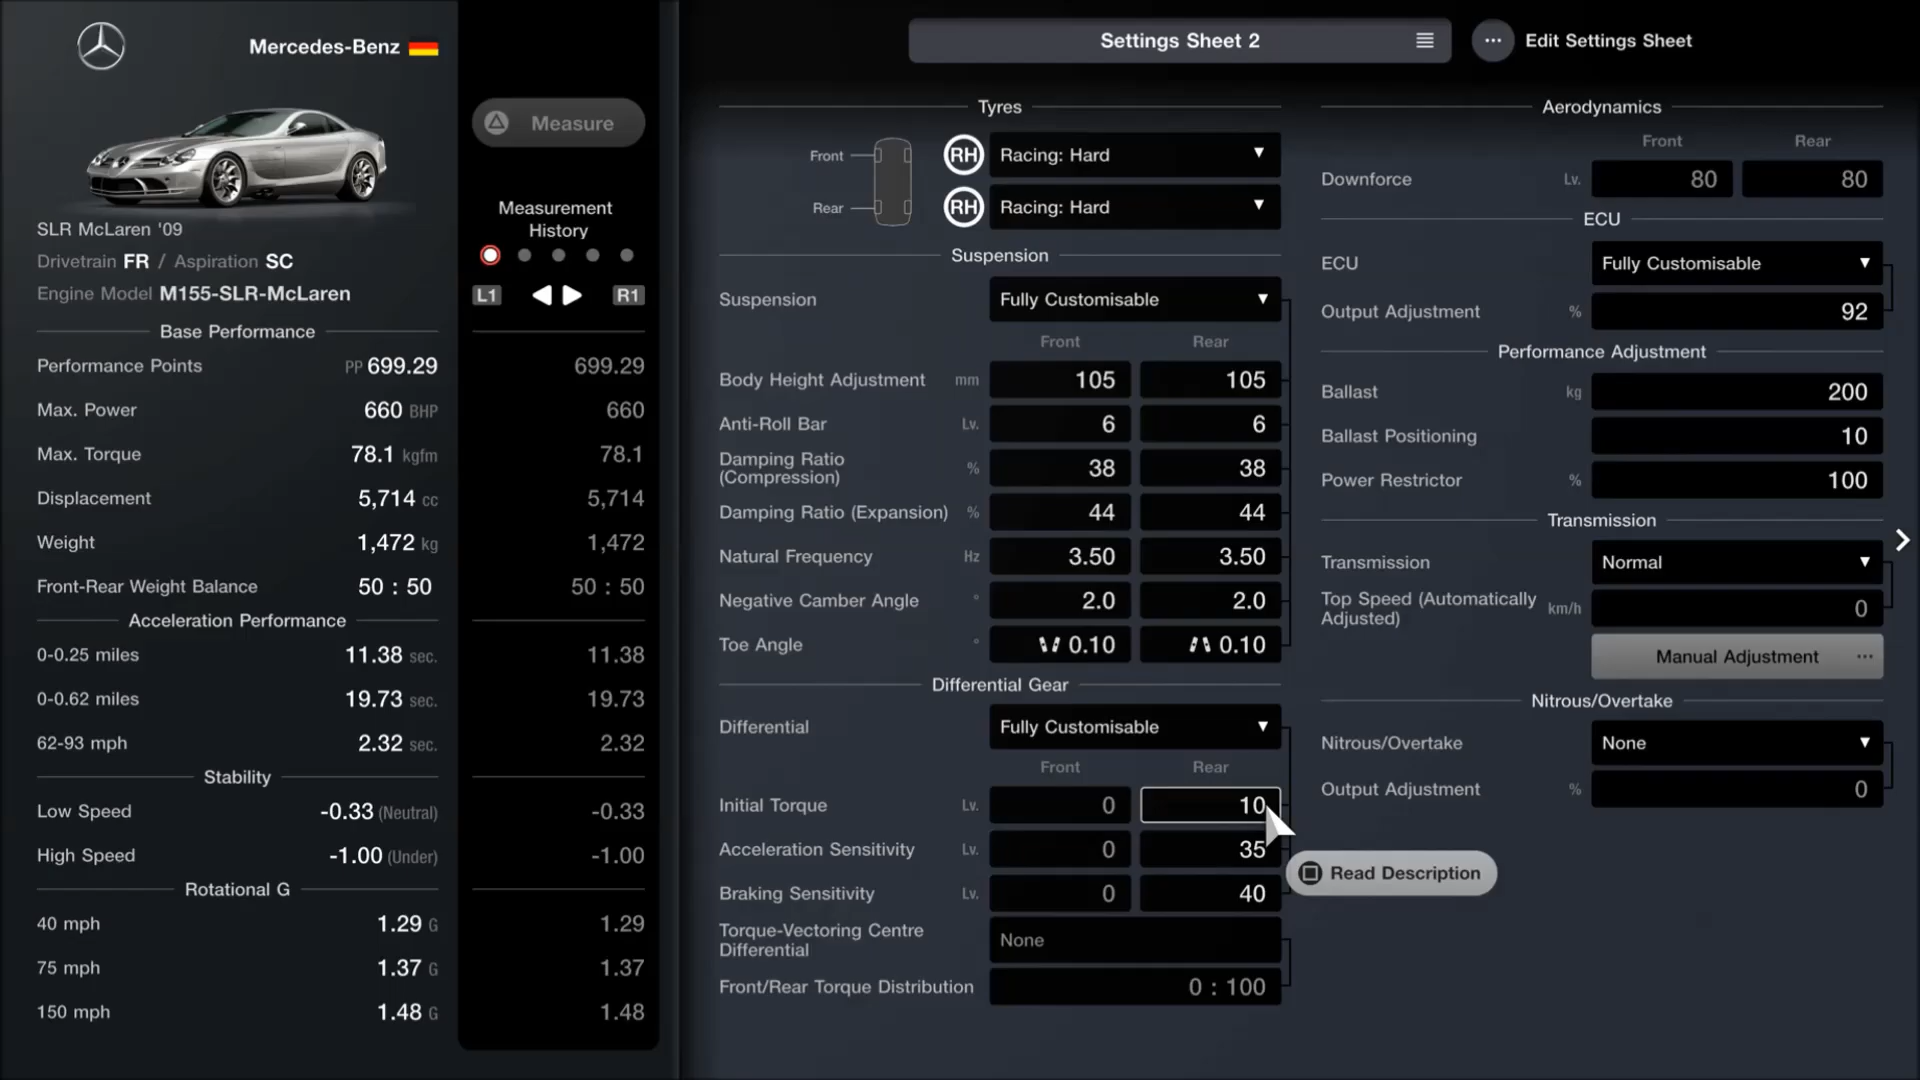 Mercedes-Benz
SLR McLaren '09
Drivetrain FR / Aspiration SC
Engine Model M155-SLR-McLaren
Base Performance
Performance Points PP 699.29
Max. Power 660 BHP
Max. Torque 78.1 kgfm
Displacement 5,714 cc
Weight 1,472 kg
Front-Rear Weight Balance 50 : 50
Acceleration Performance
0-0.25 miles 11.38 sec.
0-0.62 miles 19.73 sec.
62-93 mph 2.32 sec.
Stability
Low Speed -0.33 (Neutral)
High Speed -1.00 (Under)
Rotational G
40 mph 1.29 G
75 mph 1.37 G
150 mph 1.48 G
Measure
Measurement
History
L1 R1
699.29
660
78.1
5,714
1,472
50 : 50
11.38
19.73
2.32
-0.33
-1.00
1.29
1.37
1.48
Settings Sheet 2
Edit Settings Sheet
Tyres
Front RH Racing: Hard
Rear RH Racing: Hard
Suspension
Suspension Fully Customisable
Front Rear
Body Height Adjustment mm 105 105
Anti-Roll Bar Lv. 6 6
Damping Ratio
(Compression) % 38 38
Damping Ratio (Expansion) % 44 44
Natural Frequency Hz 3.50 3.50
Negative Camber Angle ° 2.0 2.0
Toe Angle ° 0.10 0.10
Differential Gear
Differential Fully Customisable
Front Rear
Initial Torque Lv. 0 10
Acceleration Sensitivity Lv. 0 35
Braking Sensitivity Lv. 0 40
Torque-Vectoring Centre
Differential None
Front/Rear Torque Distribution 0 : 100
Read Description
Aerodynamics
Front Rear
Downforce Lv. 80 80
ECU
ECU Fully Customisable
Output Adjustment % 92
Performance Adjustment
Ballast kg 200
Ballast Positioning 10
Power Restrictor % 100
Transmission
Transmission Normal
Top Speed (Automatically
Adjusted) km/h 0
Manual Adjustment
Nitrous/Overtake
Nitrous/Overtake None
Output Adjustment % 0